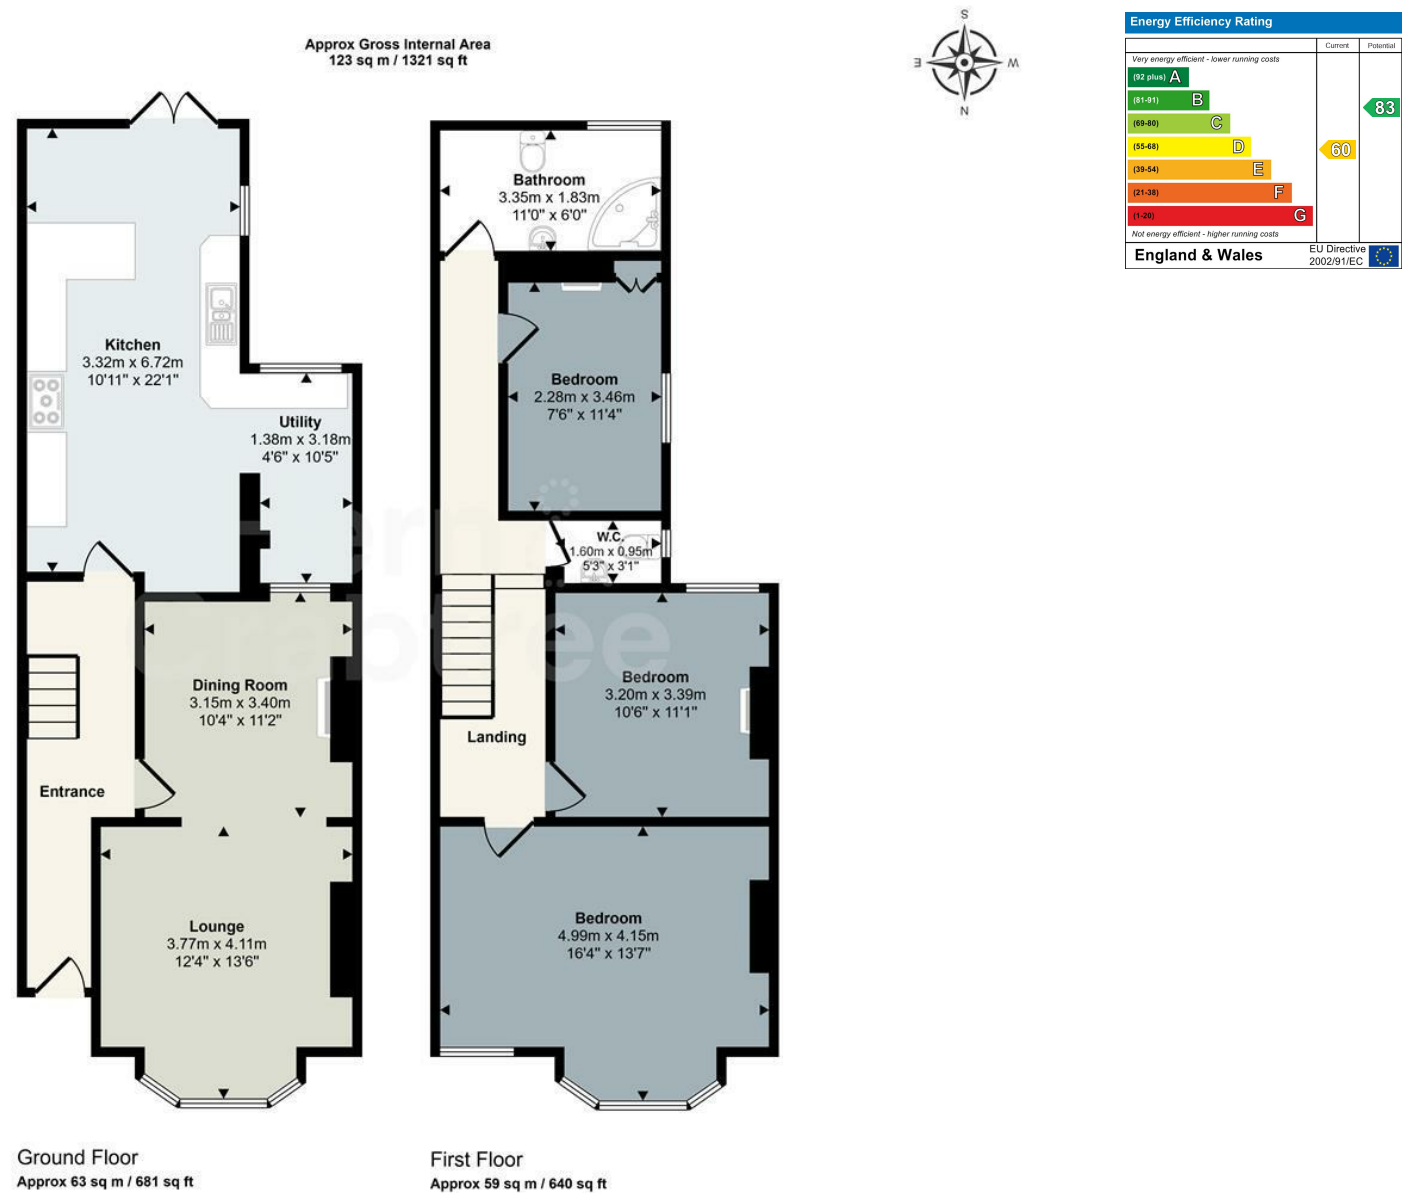 Approx Gross Internal Area
123 sq m / 1321 sq ft
S
E
W
N
Energy Efficiency Rating
Current
Potential
Very energy efficient - lower running costs
(92 plus) A
(81-91) B
(69-80) C
(55-68) D
(39-54) E
(21-38) F
(1-20) G
60
83
Not energy efficient - higher running costs
England & Wales
EU Directive
2002/91/EC
Kitchen
3.32m x 6.72m
10'11" x 22'1"
Utility
1.38m x 3.18m
4'6" x 10'5"
Dining Room
3.15m x 3.40m
10'4" x 11'2"
Entrance
Lounge
3.77m x 4.11m
12'4" x 13'6"
Bathroom
3.35m x 1.83m
11'0" x 6'0"
Bedroom
2.28m x 3.46m
7'6" x 11'4"
W.C.
1.60m x 0.95m
5'3" x 3'1"
Bedroom
3.20m x 3.39m
10'6" x 11'1"
Landing
Bedroom
4.99m x 4.15m
16'4" x 13'7"
Crabtree
Ground Floor
Approx 63 sq m / 681 sq ft
First Floor
Approx 59 sq m / 640 sq ft